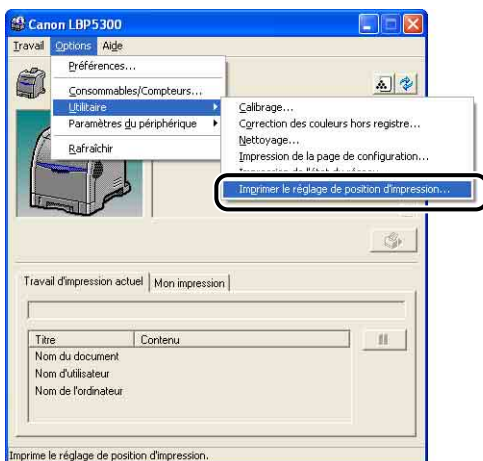 Canon LBP5300
Travail Options Aide
Préférences...
Consommables/Compteurs...
Utilitaire
Paramètres du périphérique
Rafraîchir
Calibrage...
Correction des couleurs hors registre...
Nettoyage...
Impression de la page de configuration...
Imprimer le réglage de position d'impression...
Travail d'impression actuel Mon impression
Titre Contenu
Nom du document
Nom d'utilisateur
Nom de l'ordinateur
Imprime le réglage de position d'impression.